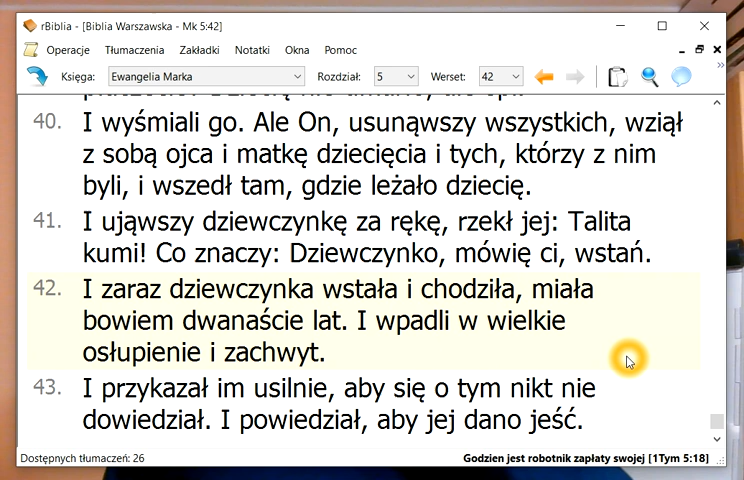 rBiblia - [Biblia Warszawska - Mk 5:42]
Operacje Tłumaczenia Zakładki Notatki Okna Pomoc
Księga: Ewangelia Marka Rozdział: 5 Werset: 42
40. I wyśmiali go. Ale On, usunąwszy wszystkich, wziął
z sobą ojca i matkę dziecięcia i tych, którzy z nim
byli, i wszedł tam, gdzie leżało dziecię.
41. I ująwszy dziewczynkę za rękę, rzekł jej: Talita
kumi! Co znaczy: Dziewczynko, mówię ci, wstań.
42. I zaraz dziewczynka wstała i chodziła, miała
bowiem dwanaście lat. I wpadli w wielkie
osłupienie i zachwyt.
43. I przykazał im usilnie, aby się o tym nikt nie
dowiedział. I powiedział, aby jej dano jeść.
Dostępnych tłumaczeń: 26 Godzien jest robotnik zapłaty swojej [1Tym 5:18]